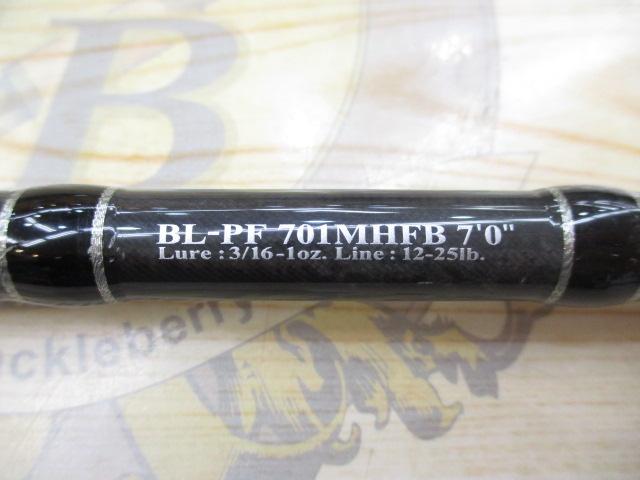 B
BL-PF 701MHFB 7'0"
Lure : 3/16-1oz. Line : 12-25lb.
ckleberry